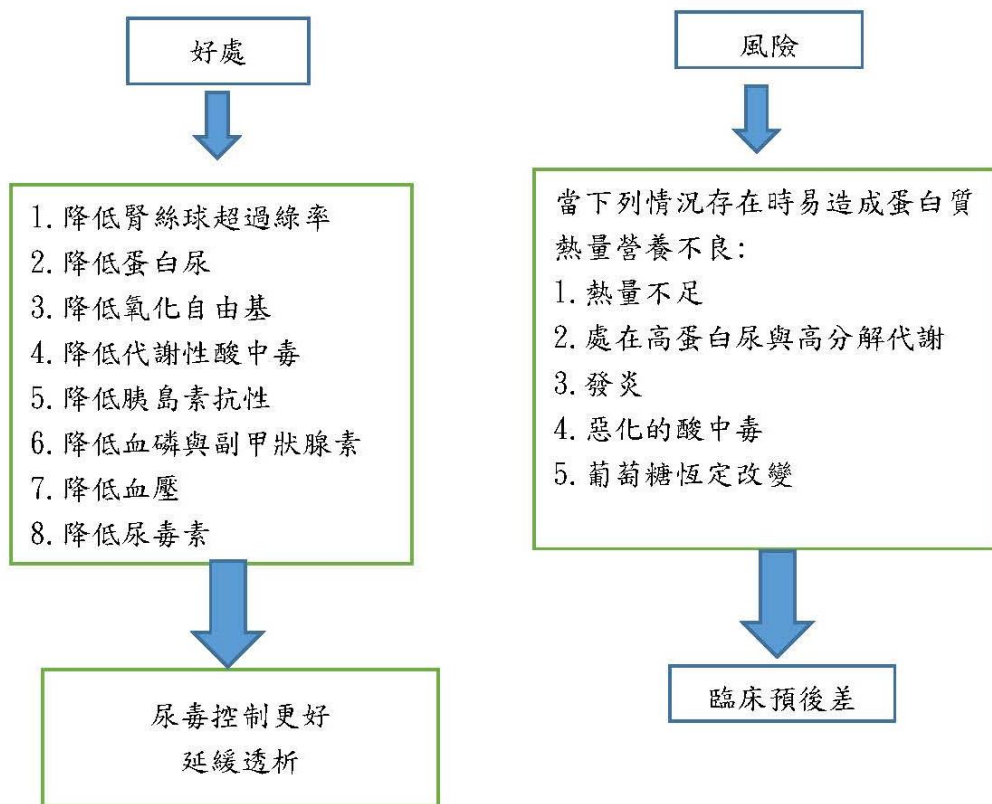 好處
1.降低腎絲球超過綠率
2.降低蛋白尿
3.降低氧化自由基
4.降低代謝性酸中毒
5.降低胰島素抗性
6.降低血磷與副甲狀腺素
7.降低血壓
8.降低尿毒素
尿毒控制更好
延緩透析
風險
當下列情況存在時易造成蛋白質
熱量營養不良:
1.熱量不足
2.處在高蛋白尿與高分解代謝
3.發炎
4.惡化的酸中毒
5.葡萄糖恆定改變
臨床預後差